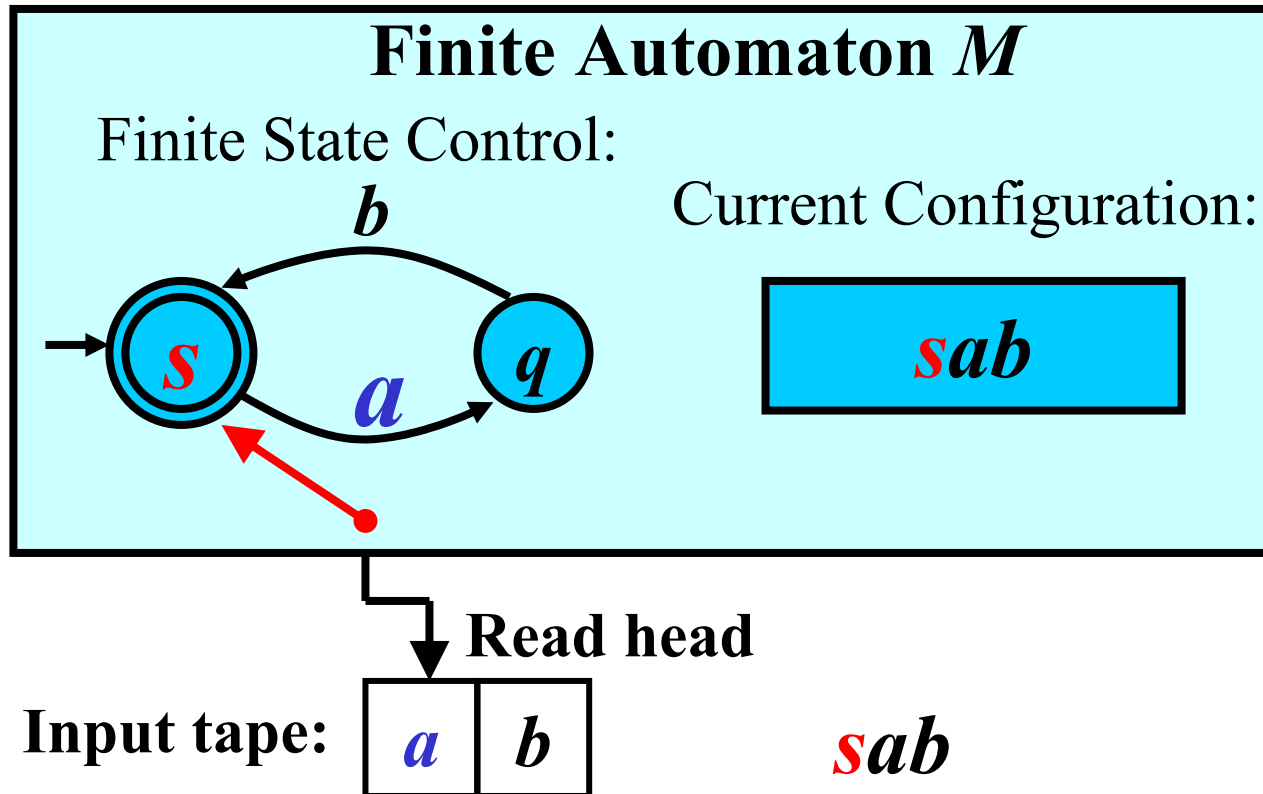 Finite Automaton M
Finite State Control:
Current Configuration:
b
s
q
sab
a
Read head
Input tape: a b
sab